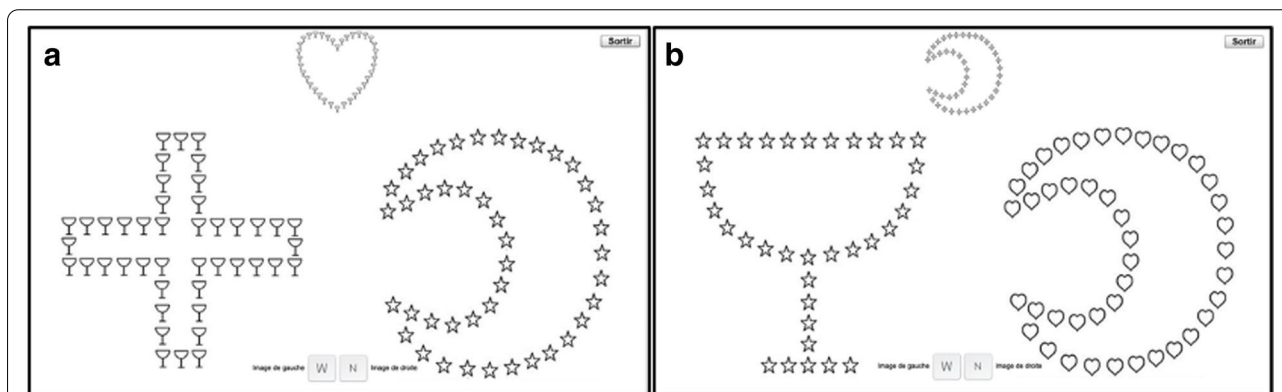 a
Sortir
Image de gauche W N Image de droite
b
Sortir
Image de gauche W N Image de droite